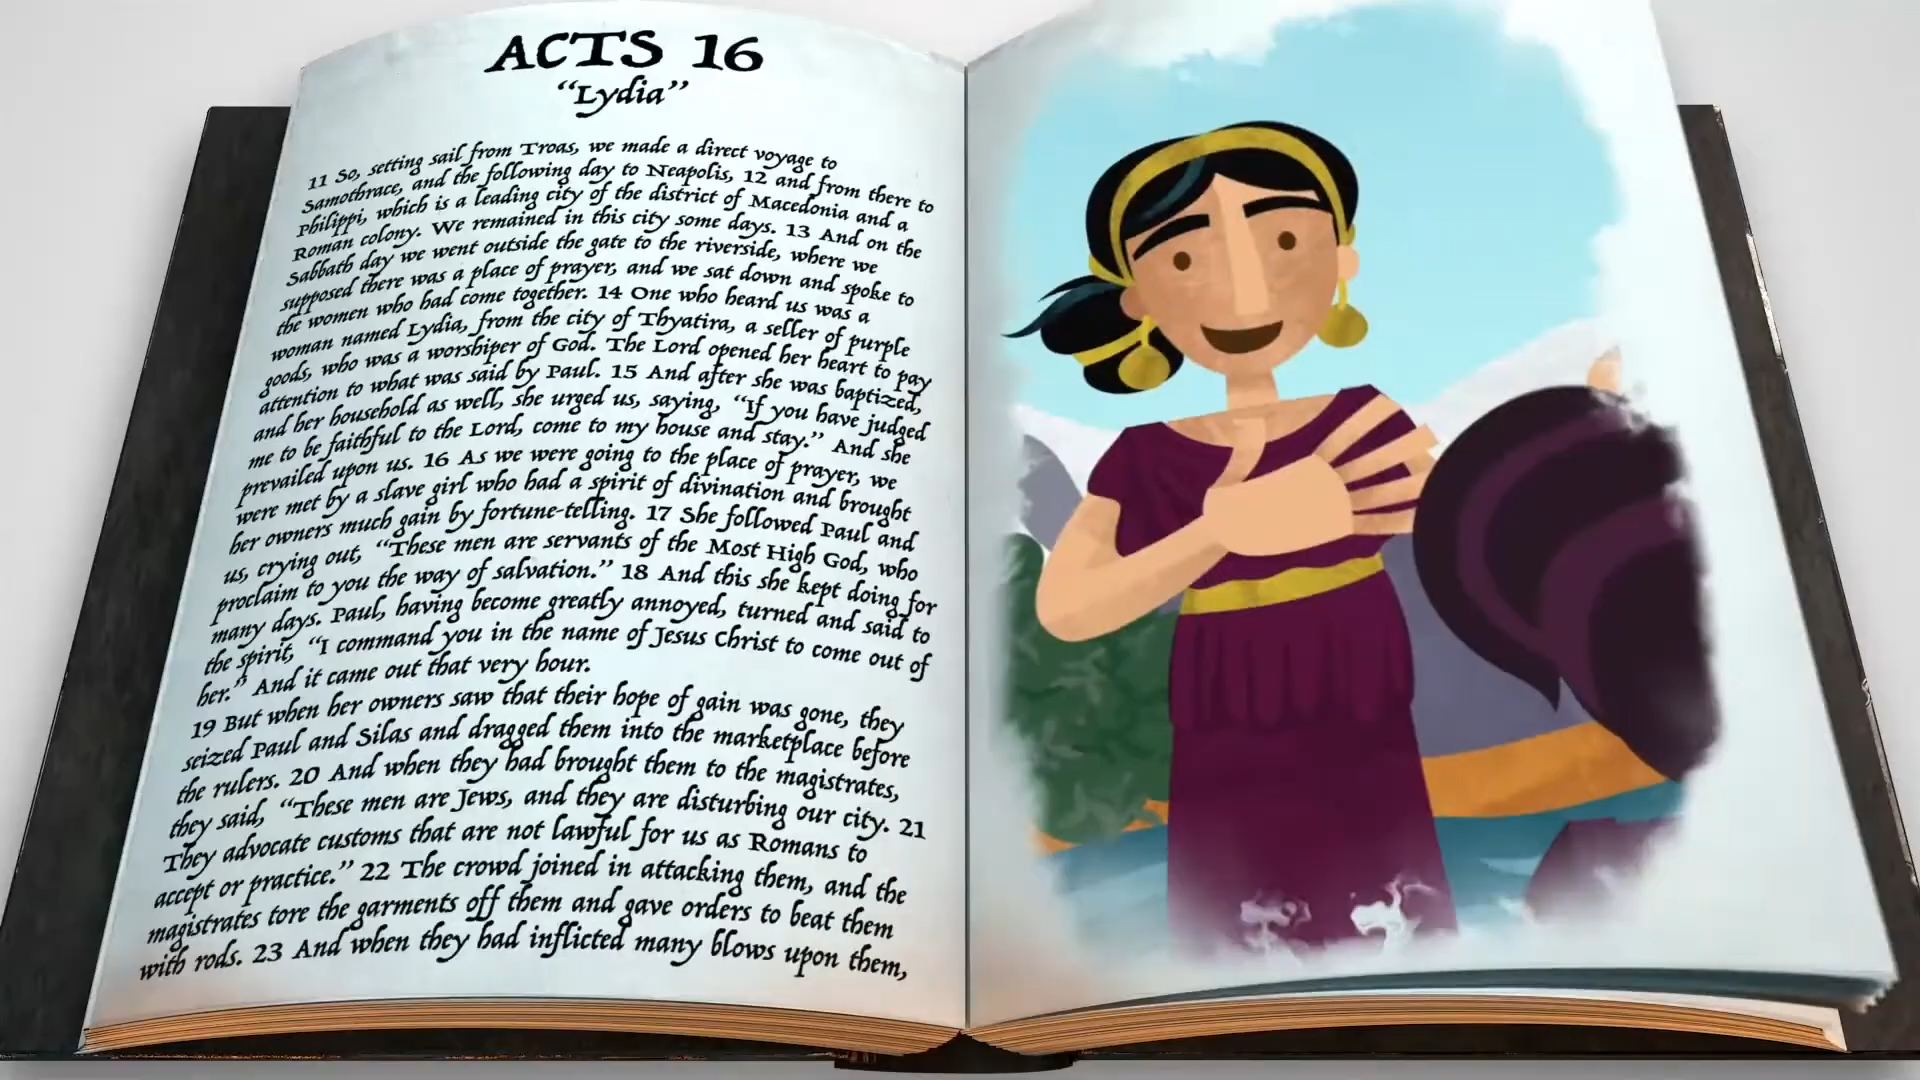 ACTS 16
“Lydia”
11 So, setting sail from Troas, we made a direct voyage to
Samothrace, and the following day to Neapolis, 12 and from there to
Philippi, which is a leading city of the district of Macedonia and a
Roman colony. We remained in this city some days. 13 And on the
Sabbath day we went outside the gate to the riverside, where we
supposed there was a place of prayer, and we sat down and spoke to
the women who had come together. 14 One who heard us was a
woman named Lydia, from the city of Thyatira, a seller of purple
goods, who was a worshiper of God. The Lord opened her heart to pay
attention to what was said by Paul. 15 And after she was baptized,
and her household as well, she urged us, saying, “If you have judged
me to be faithful to the Lord, come to my house and stay.” And she
prevailed upon us. 16 As we were going to the place of prayer, we
were met by a slave girl who had a spirit of divination and brought
her owners much gain by fortune-telling. 17 She followed Paul and
us, crying out, “These men are servants of the Most High God, who
proclaim to you the way of salvation.” 18 And this she kept doing for
many days. Paul, having become greatly annoyed, turned and said to
the spirit, “I command you in the name of Jesus Christ to come out of
her.” And it came out that very hour.
19 But when her owners saw that their hope of gain was gone, they
seized Paul and Silas and dragged them into the marketplace before
the rulers. 20 And when they had brought them to the magistrates,
they said, “These men are Jews, and they are disturbing our city. 21
They advocate customs that are not lawful for us as Romans to
accept or practice.” 22 The crowd joined in attacking them, and the
magistrates tore the garments off them and gave orders to beat them
with rods. 23 And when they had inflicted many blows upon them,